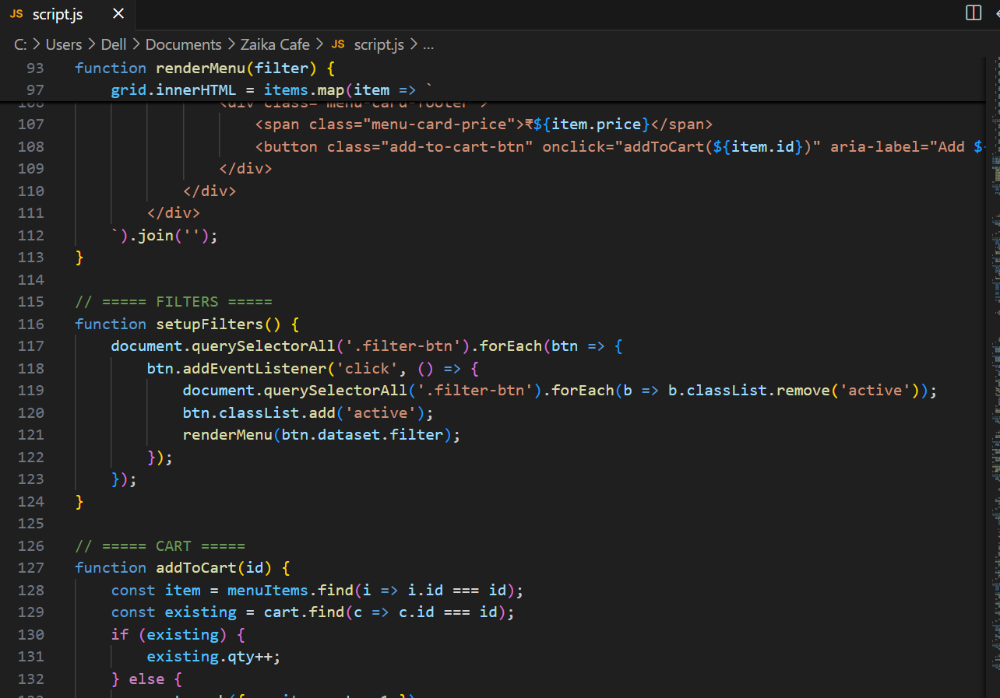 JS script.js
C: > Users > Dell > Documents > Zaika Cafe > JS script.js > ...
93 function renderMenu(filter) {
97 grid.innerHTML = items.map(item => `
106 <div class="menu-card-footer">
107 <span class="menu-card-price">₹${item.price}</span>
108 <button class="add-to-cart-btn" onclick="addToCart(${item.id})" aria-label="Add $
109 </div>
110 </div>
111 </div>
112 `).join('');
113 }
114
115 // ===== FILTERS =====
116 function setupFilters() {
117 document.querySelectorAll('.filter-btn').forEach(btn => {
118 btn.addEventListener('click', () => {
119 document.querySelectorAll('.filter-btn').forEach(b => b.classList.remove('active'));
120 btn.classList.add('active');
121 renderMenu(btn.dataset.filter);
122 });
123 });
124 }
125
126 // ===== CART =====
127 function addToCart(id) {
128 const item = menuItems.find(i => i.id === id);
129 const existing = cart.find(c => c.id === id);
130 if (existing) {
131 existing.qty++;
132 } else {